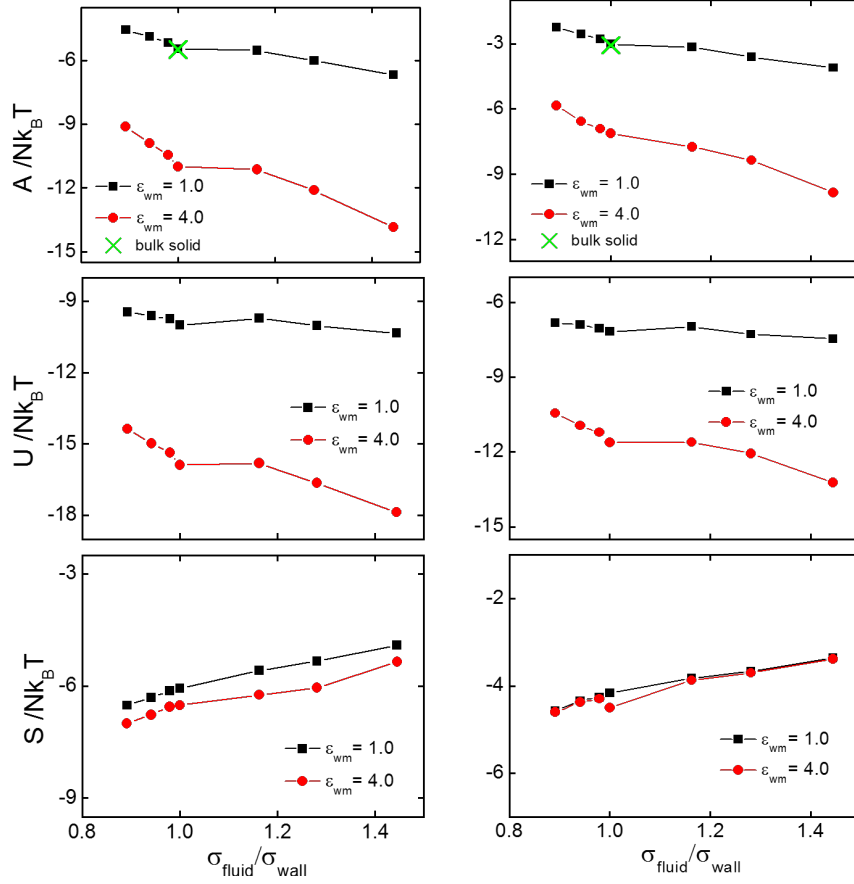 A /Nk_BT
-6
-9
-12
-15
ε_wm = 1.0
ε_wm = 4.0
bulk solid
-3
-6
-9
-12
ε_wm = 1.0
ε_wm = 4.0
bulk solid
U /Nk_BT
-9
-12
-15
-18
ε_wm = 1.0
ε_wm = 4.0
-6
-9
-12
-15
ε_wm = 1.0
ε_wm = 4.0
S /Nk_BT
-3
-6
-9
ε_wm = 1.0
ε_wm = 4.0
0.8 1.0 1.2 1.4
σ_fluid/σ_wall
-2
-4
-6
ε_wm = 1.0
ε_wm = 4.0
0.8 1.0 1.2 1.4
σ_fluid/σ_wall